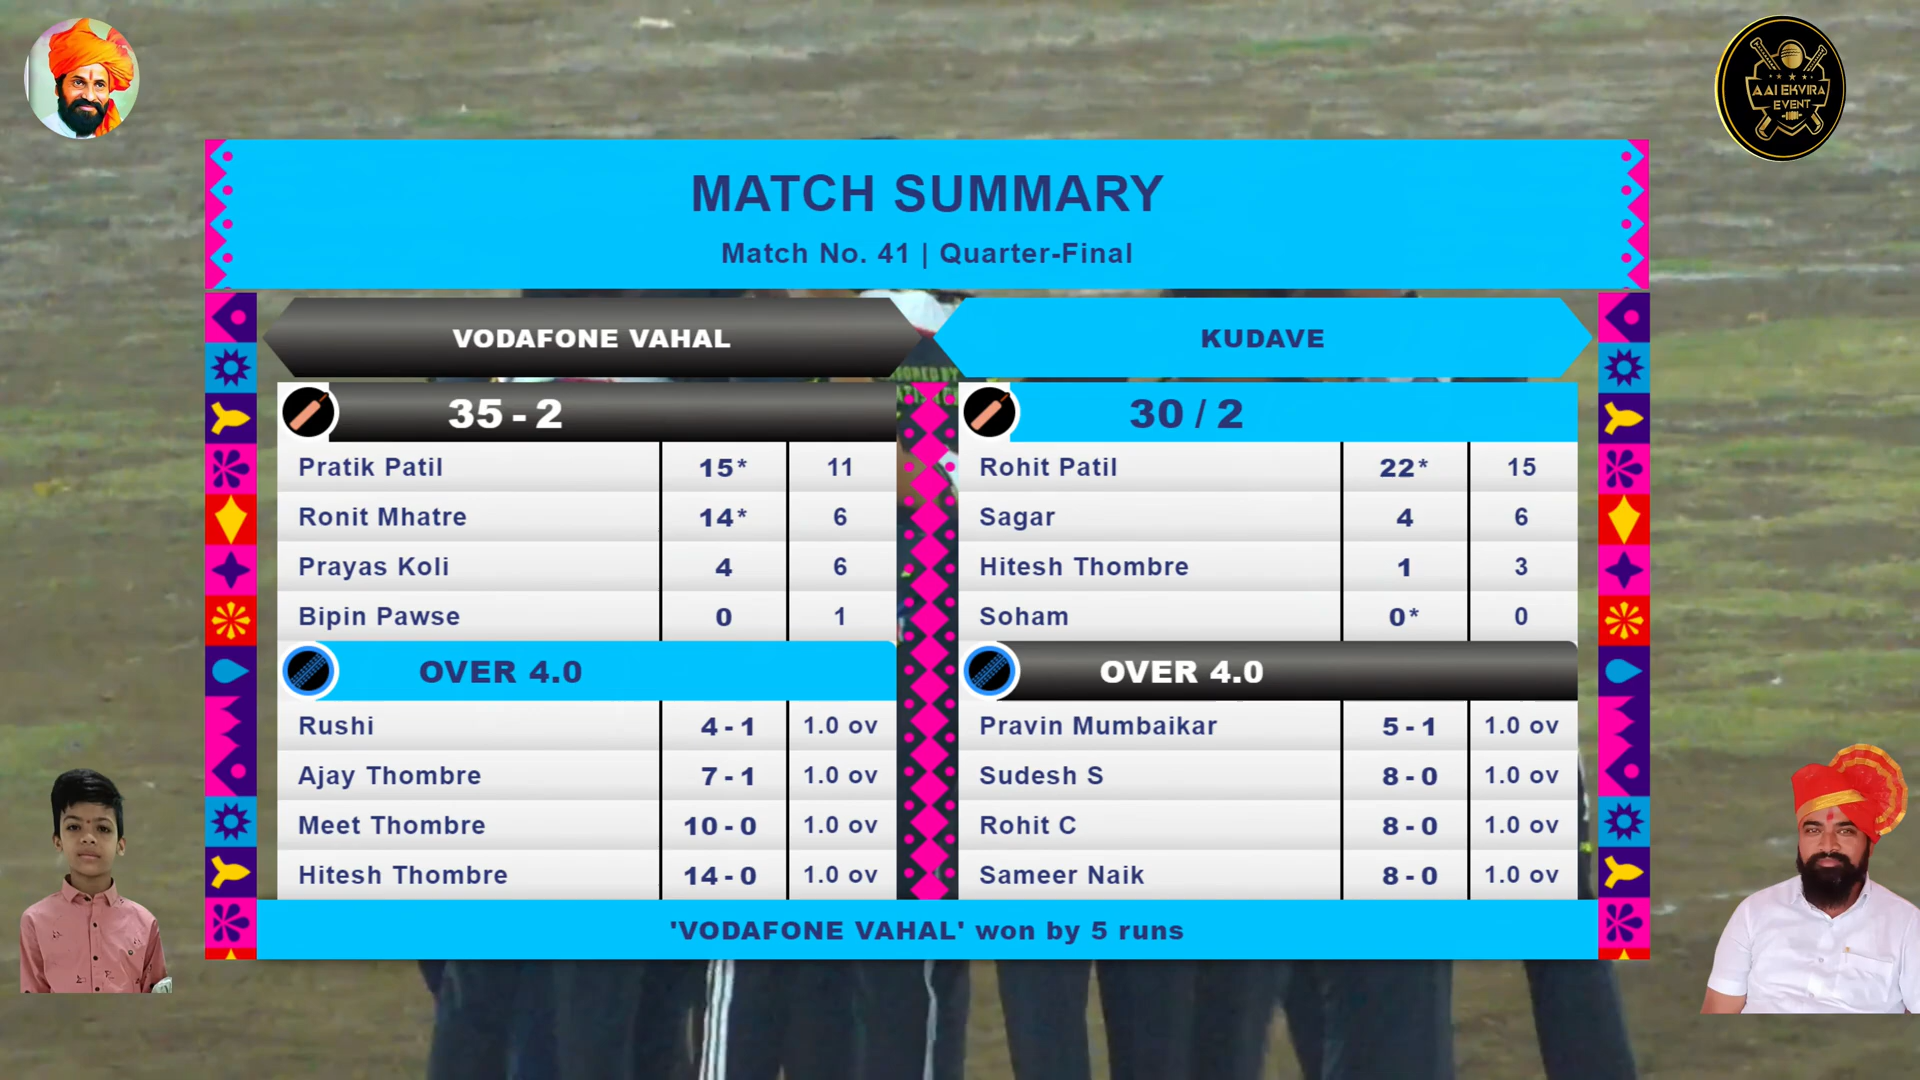 AAI EKVIRA
EVENT
MATCH SUMMARY
Match No. 41 | Quarter-Final
VODAFONE VAHAL
KUDAVE
35 - 2
Pratik Patil 15* 11
Ronit Mhatre 14* 6
Prayas Koli 4 6
Bipin Pawse 0 1
OVER 4.0
Rushi 4 - 1 1.0 ov
Ajay Thombre 7 - 1 1.0 ov
Meet Thombre 10 - 0 1.0 ov
Hitesh Thombre 14 - 0 1.0 ov
30 / 2
Rohit Patil 22* 15
Sagar 4 6
Hitesh Thombre 1 3
Soham 0* 0
OVER 4.0
Pravin Mumbaikar 5 - 1 1.0 ov
Sudesh S 8 - 0 1.0 ov
Rohit C 8 - 0 1.0 ov
Sameer Naik 8 - 0 1.0 ov
'VODAFONE VAHAL' won by 5 runs